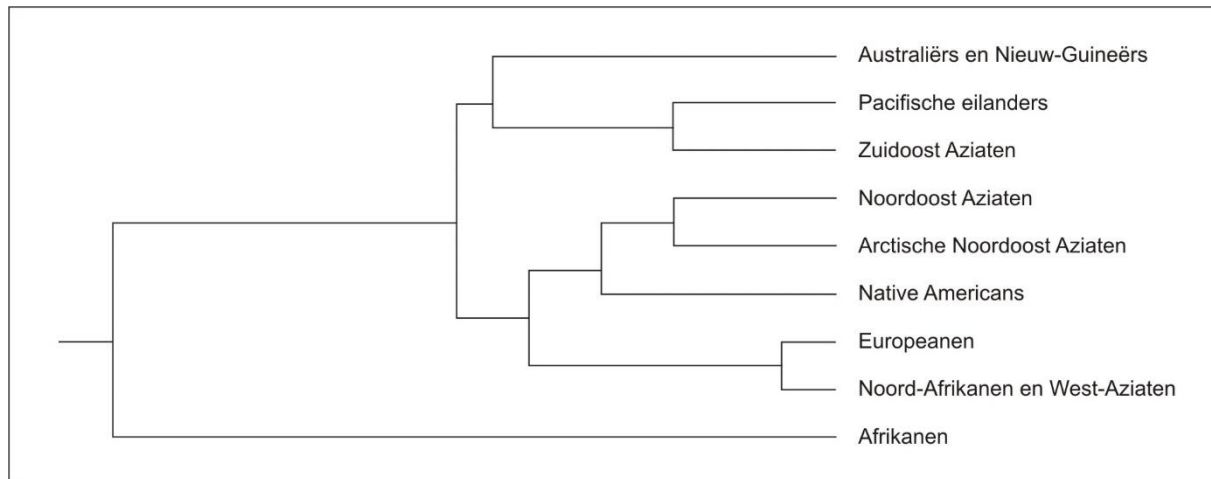 Australiërs en Nieuw-Guineërs
Pacifische eilanders
Zuidoost Aziaten
Noordoost Aziaten
Arctische Noordoost Aziaten
Native Americans
Europeanen
Noord-Afrikanen en West-Aziaten
Afrikanen